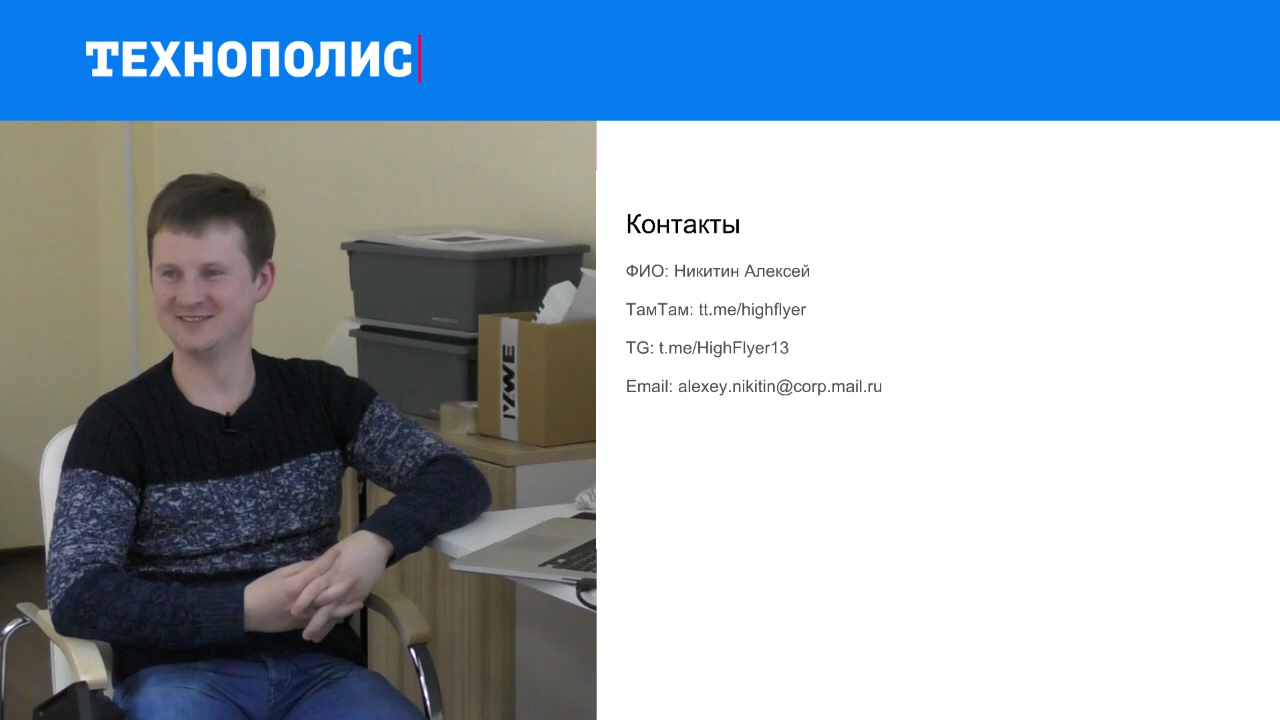 ТЕХНОПОЛИС
Контакты
ФИО: Никитин Алексей
ТамТам: tt.me/highflyer
TG: t.me/HighFlyer13
Email: alexey.nikitin@corp.mail.ru